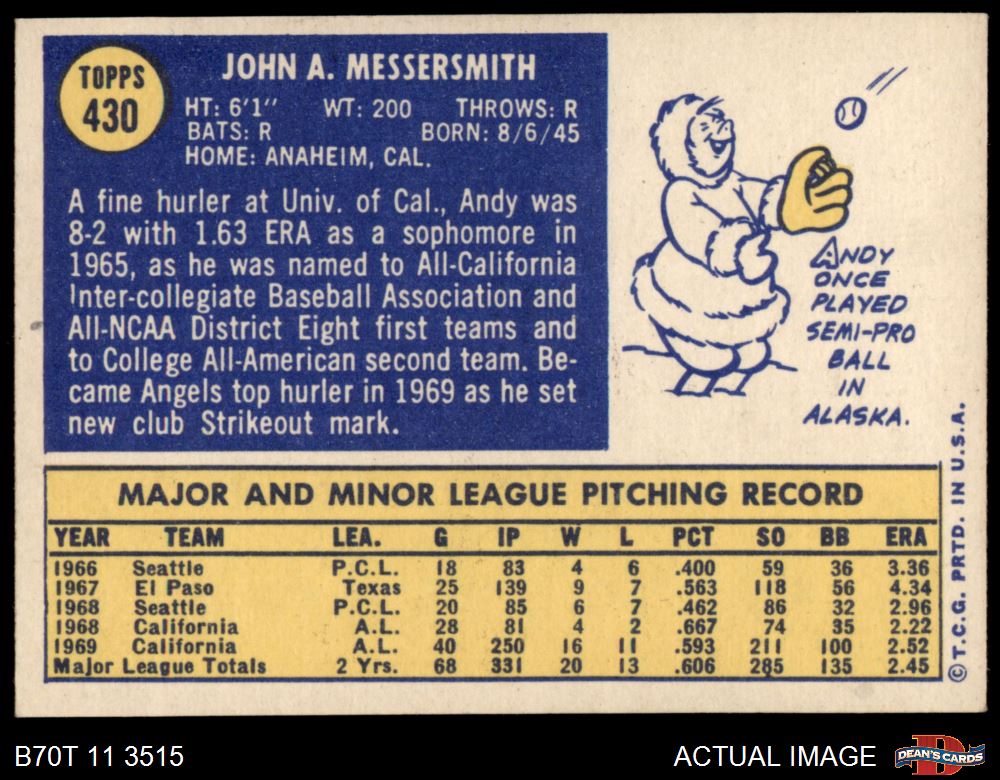 TOPPS
430
JOHN A. MESSERSMITH
HT: 6'1" WT: 200 THROWS: R
BATS: R BORN: 8/6/45
HOME: ANAHEIM, CAL.
A fine hurler at Univ. of Cal., Andy was
8-2 with 1.63 ERA as a sophomore in
1965, as he was named to All-California
Inter-collegiate Baseball Association and
All-NCAA District Eight first teams and
to College All-American second team. Be-
came Angels top hurler in 1969 as he set
new club Strikeout mark.
ANDY
ONCE
PLAYED
SEMI-PRO
BALL
IN
ALASKA.
MAJOR AND MINOR LEAGUE PITCHING RECORD
YEAR TEAM LEA. G IP W L PCT SO BB ERA
1966 Seattle P.C.L. 18 83 4 6 .400 59 36 3.36
1967 El Paso Texas 25 139 9 7 .563 118 56 4.34
1968 Seattle P.C.L. 20 85 6 7 .462 86 32 2.96
1968 California A.L. 28 81 4 2 .667 74 35 2.22
1969 California A.L. 40 250 16 11 .593 211 100 2.52
Major League Totals 2 Yrs. 68 331 20 13 .606 285 135 2.45
© T.C.G. PRTD. IN U.S.A.
B70T 11 3515 ACTUAL IMAGE
DEAN'S CARDS